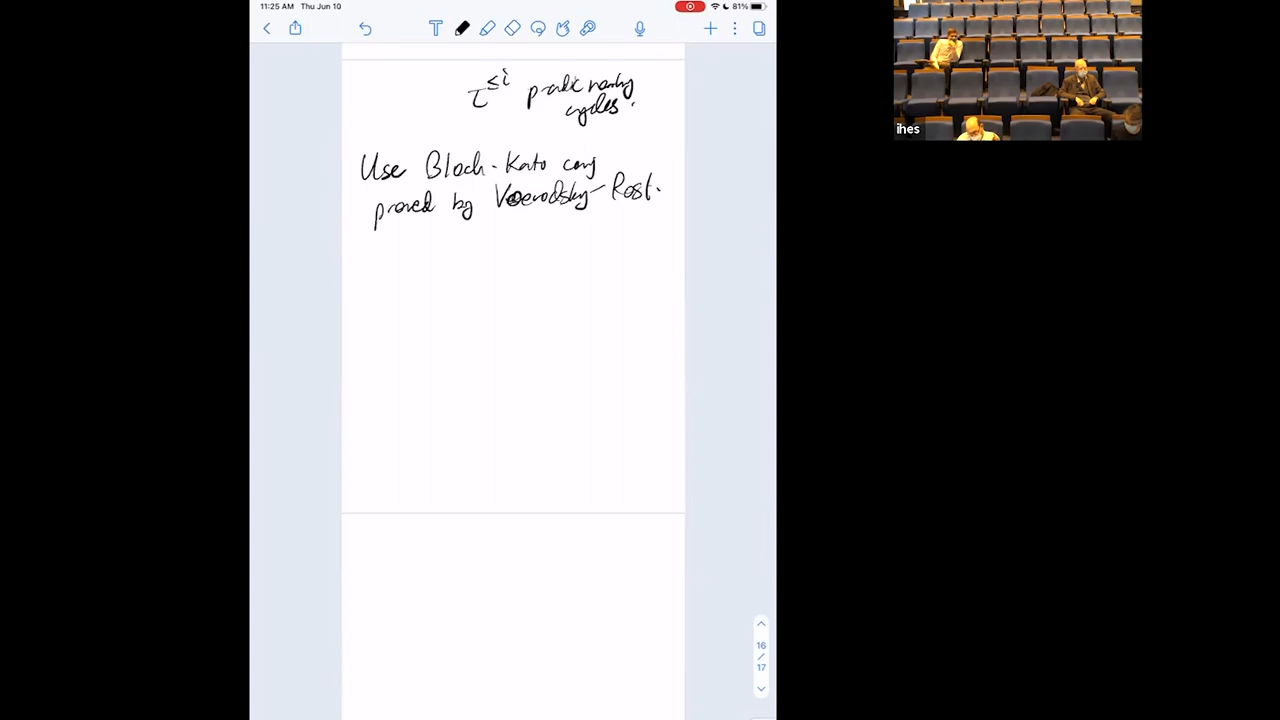 11:25 AM Thu Jun 10
81%
τ≤i p-adic nearby
cycles.
Use Bloch-Kato conj
proved by Voevodsky-Rost.
ihes
16
/
17